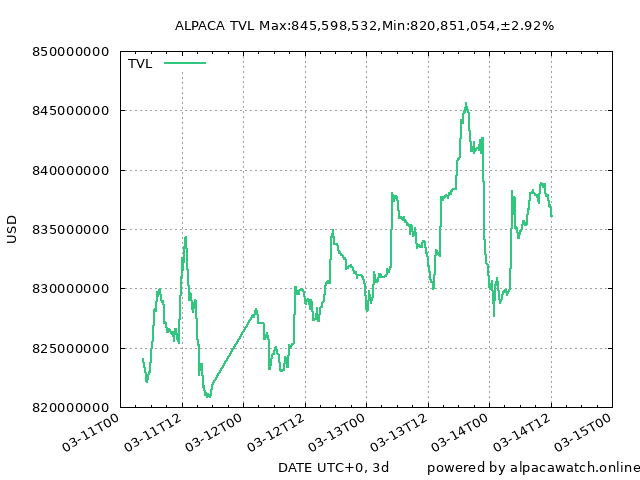 ALPACA TVL Max:845,598,532,Min:820,851,054,±2.92%
850000000
TVL
845000000
840000000
835000000
USD
830000000
825000000
820000000
03-11T00
03-11T12
03-12T00
03-12T12
03-13T00
03-13T12
03-14T00
03-14T12
03-15T00
DATE UTC+0, 3d
powered by alpacawatch.online